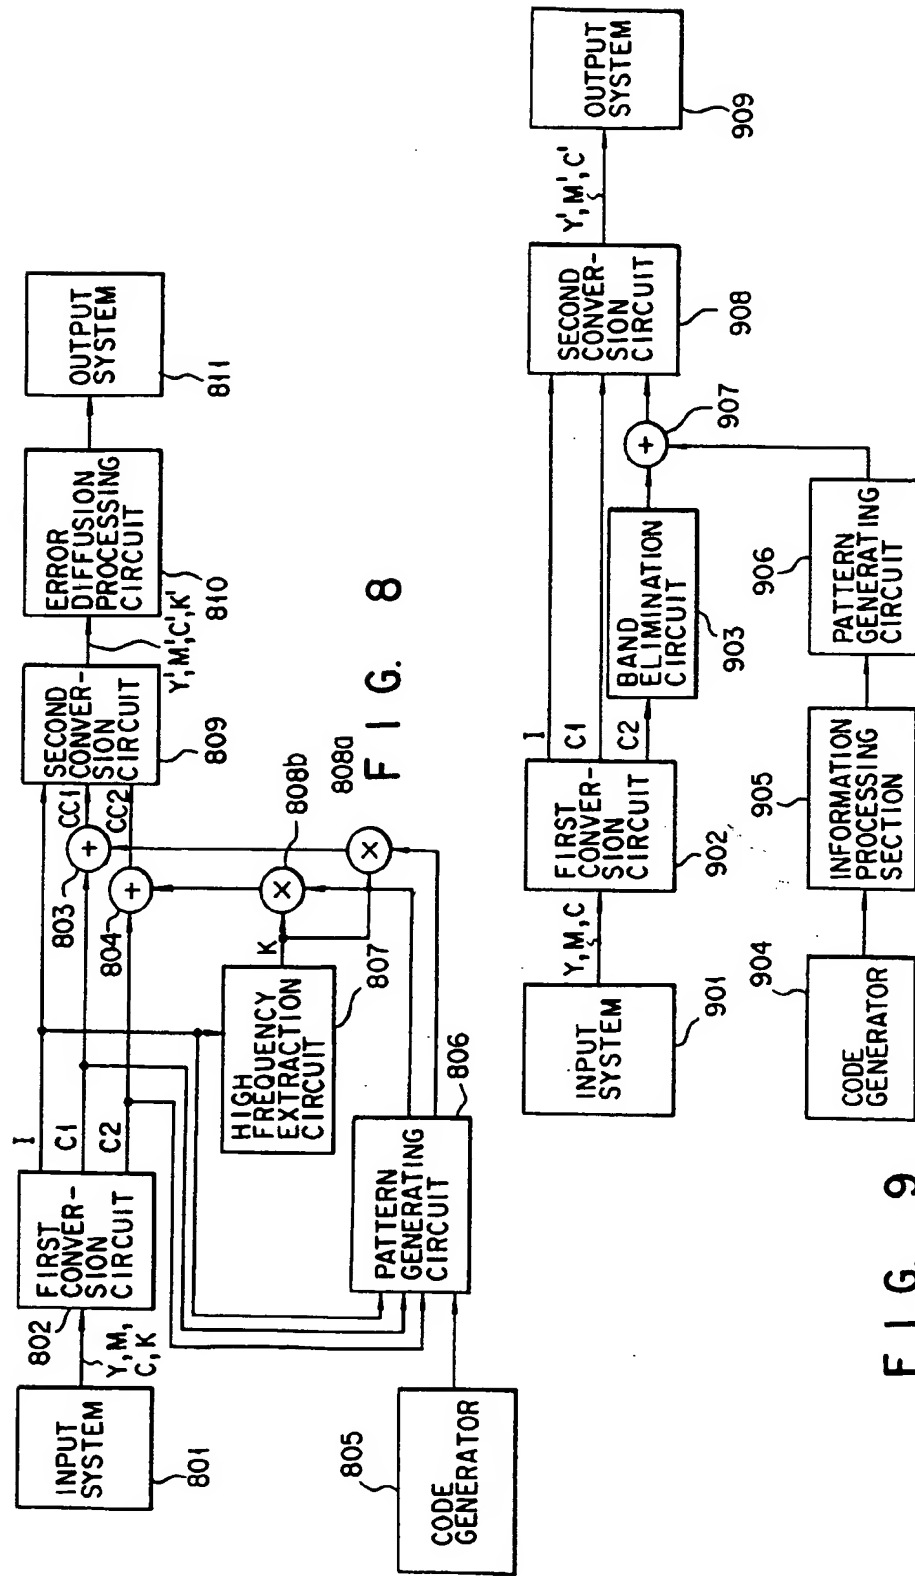 INPUT
SYSTEM
801
Y,M,
C,K
FIRST
CONVER-
SION
CIRCUIT
802
I
C1
C2
803
804
CODE
GENERATOR
805
PATTERN
GENERATING
CIRCUIT
806
HIGH
FREQUENCY
EXTRACTION
CIRCUIT
807
K
808b
808a
+
+
×
×
CC1
CC2
SECOND
CONVER-
SION
CIRCUIT
809
Y',M',C',K'
ERROR
DIFFUSION
PROCESSING
CIRCUIT
810
OUTPUT
SYSTEM
811
FIG. 8
INPUT
SYSTEM
901
Y,M,C
FIRST
CONVER-
SION
CIRCUIT
902
I
C1
C2
BAND
ELIMINATION
CIRCUIT
903
CODE
GENERATOR
904
INFORMATION
PROCESSING
SECTION
905
PATTERN
GENERATING
CIRCUIT
906
+
907
SECOND
CONVER-
SION
CIRCUIT
908
Y',M',C'
OUTPUT
SYSTEM
909
FIG. 9